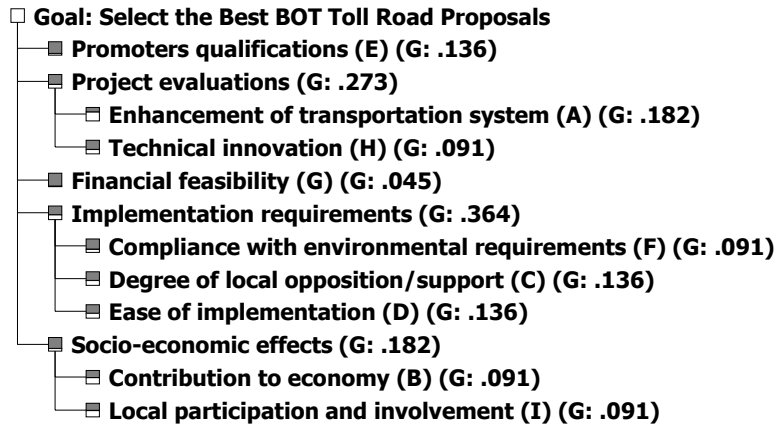 Goal: Select the Best BOT Toll Road Proposals
Promoters qualifications (E) (G: .136)
Project evaluations (G: .273)
Enhancement of transportation system (A) (G: .182)
Technical innovation (H) (G: .091)
Financial feasibility (G) (G: .045)
Implementation requirements (G: .364)
Compliance with environmental requirements (F) (G: .091)
Degree of local opposition/support (C) (G: .136)
Ease of implementation (D) (G: .136)
Socio-economic effects (G: .182)
Contribution to economy (B) (G: .091)
Local participation and involvement (I) (G: .091)